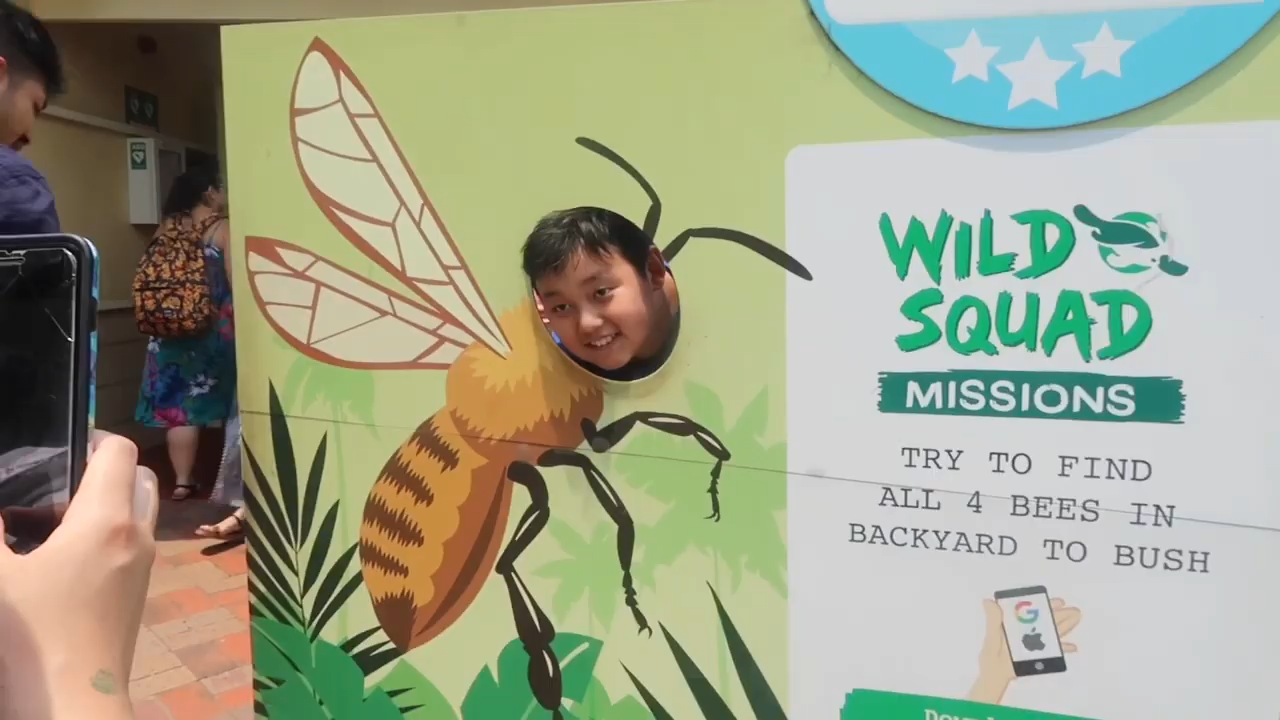 WILD
SQUAD
MISSIONS
TRY TO FIND
ALL 4 BEES IN
BACKYARD TO BUSH
G